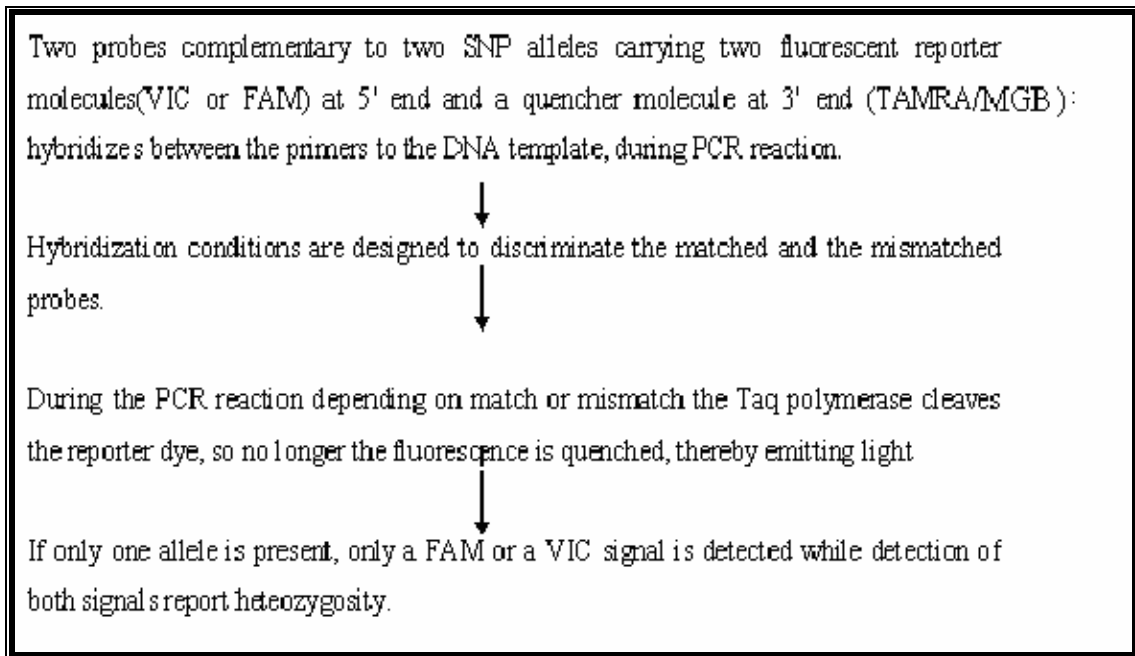 Two probes complementary to two SNP alleles carrying two fluorescent reporter
molecules(VIC or FAM) at 5' end and a quencher molecule at 3' end (TAMRA/MGB):
hybridizes between the primers to the DNA template, during PCR reaction.
Hybridization conditions are designed to discriminate the matched and the mismatched
probes.
During the PCR reaction depending on match or mismatch the Taq polymerase cleaves
the reporter dye, so no longer the fluorescence is quenched, thereby emitting light
If only one allele is present, only a FAM or a VIC signal is detected while detection of
both signals report heteozygosity.